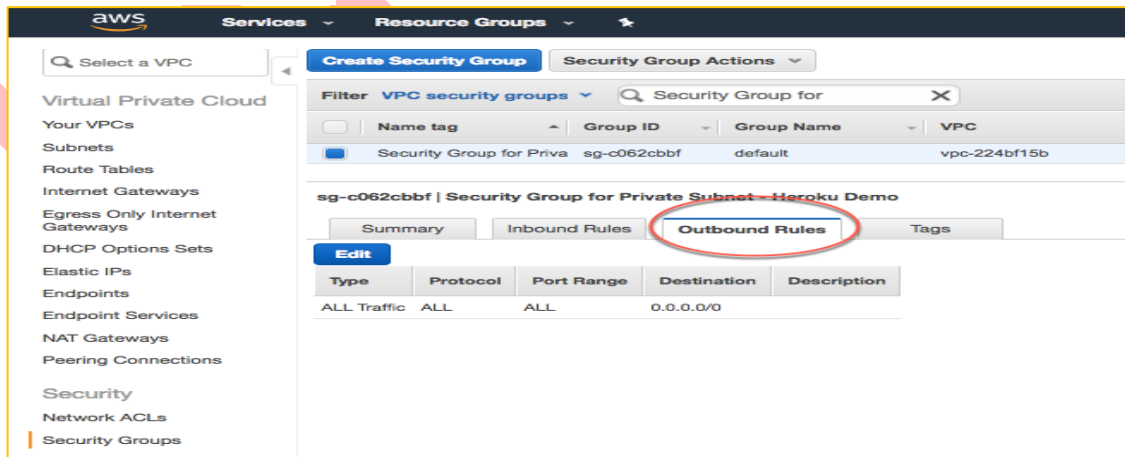 aws Services Resource Groups
Select a VPC
Create Security Group Security Group Actions
Virtual Private Cloud
Your VPCs
Subnets
Route Tables
Internet Gateways
Egress Only Internet
Gateways
DHCP Options Sets
Elastic IPs
Endpoints
Endpoint Services
NAT Gateways
Peering Connections
Security
Network ACLs
Security Groups
Filter VPC security groups Security Group for
Name tag Group ID Group Name VPC
Security Group for Priva sg-c062cbbf default vpc-224bf15b
sg-c062cbbf | Security Group for Private Subnet - Heroku Demo
Summary Inbound Rules Outbound Rules Tags
Edit
Type Protocol Port Range Destination Description
ALL Traffic ALL ALL 0.0.0.0/0